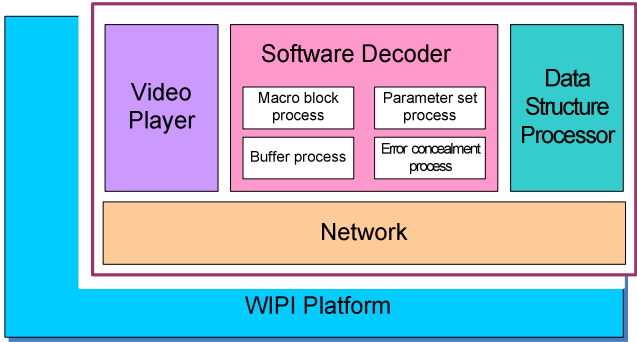 Video
Player
Software Decoder
Macro block
process
Parameter set
process
Buffer process
Error concealment
process
Data
Structure
Processor
Network
WIPI Platform